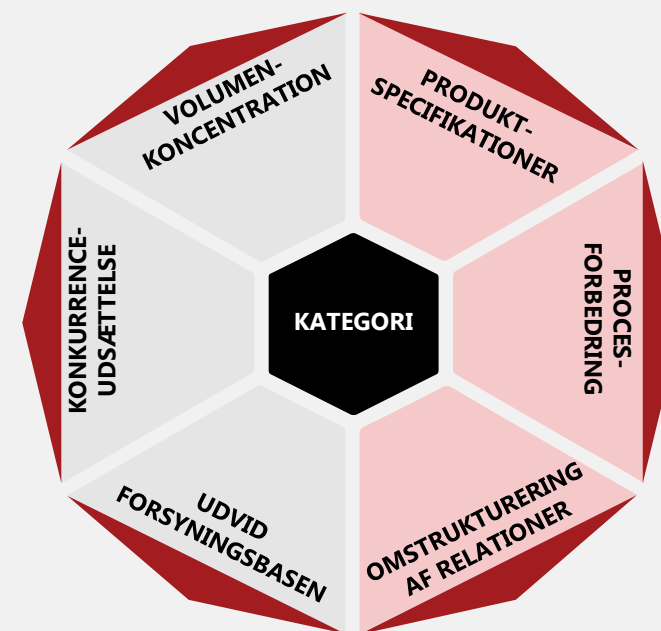 VOLUMEN-
KONCENTRATION
PRODUKT-
SPECIFIKATIONER
KONKURRENCE-
UDSÆTTELSE
KATEGORI
PROCES-
FORBEDRING
UDVID
FORSYNINGSBASEN
OMSTRUKTURERING
AF RELATIONER